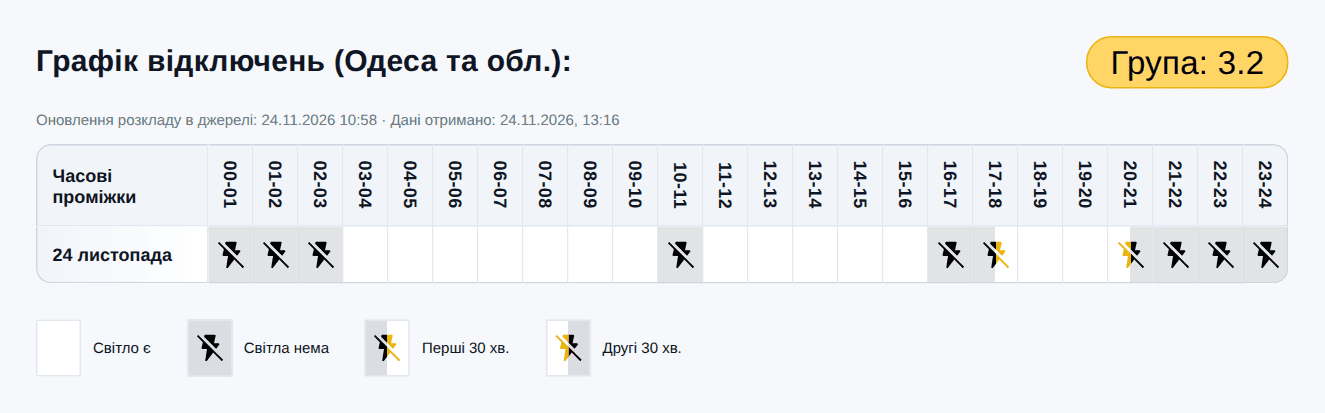 Графік відключень (Одеса та обл.):
Група: 3.2
Оновлення розкладу в джерелі: 24.11.2026 10:58 · Дані отримано: 24.11.2026, 13:16
Часові
проміжки
00-01
01-02
02-03
03-04
04-05
05-06
06-07
07-08
08-09
09-10
10-11
11-12
12-13
13-14
14-15
15-16
16-17
17-18
18-19
19-20
20-21
21-22
22-23
23-24
24 листопада
Світло є
Світла нема
Перші 30 хв.
Другі 30 хв.